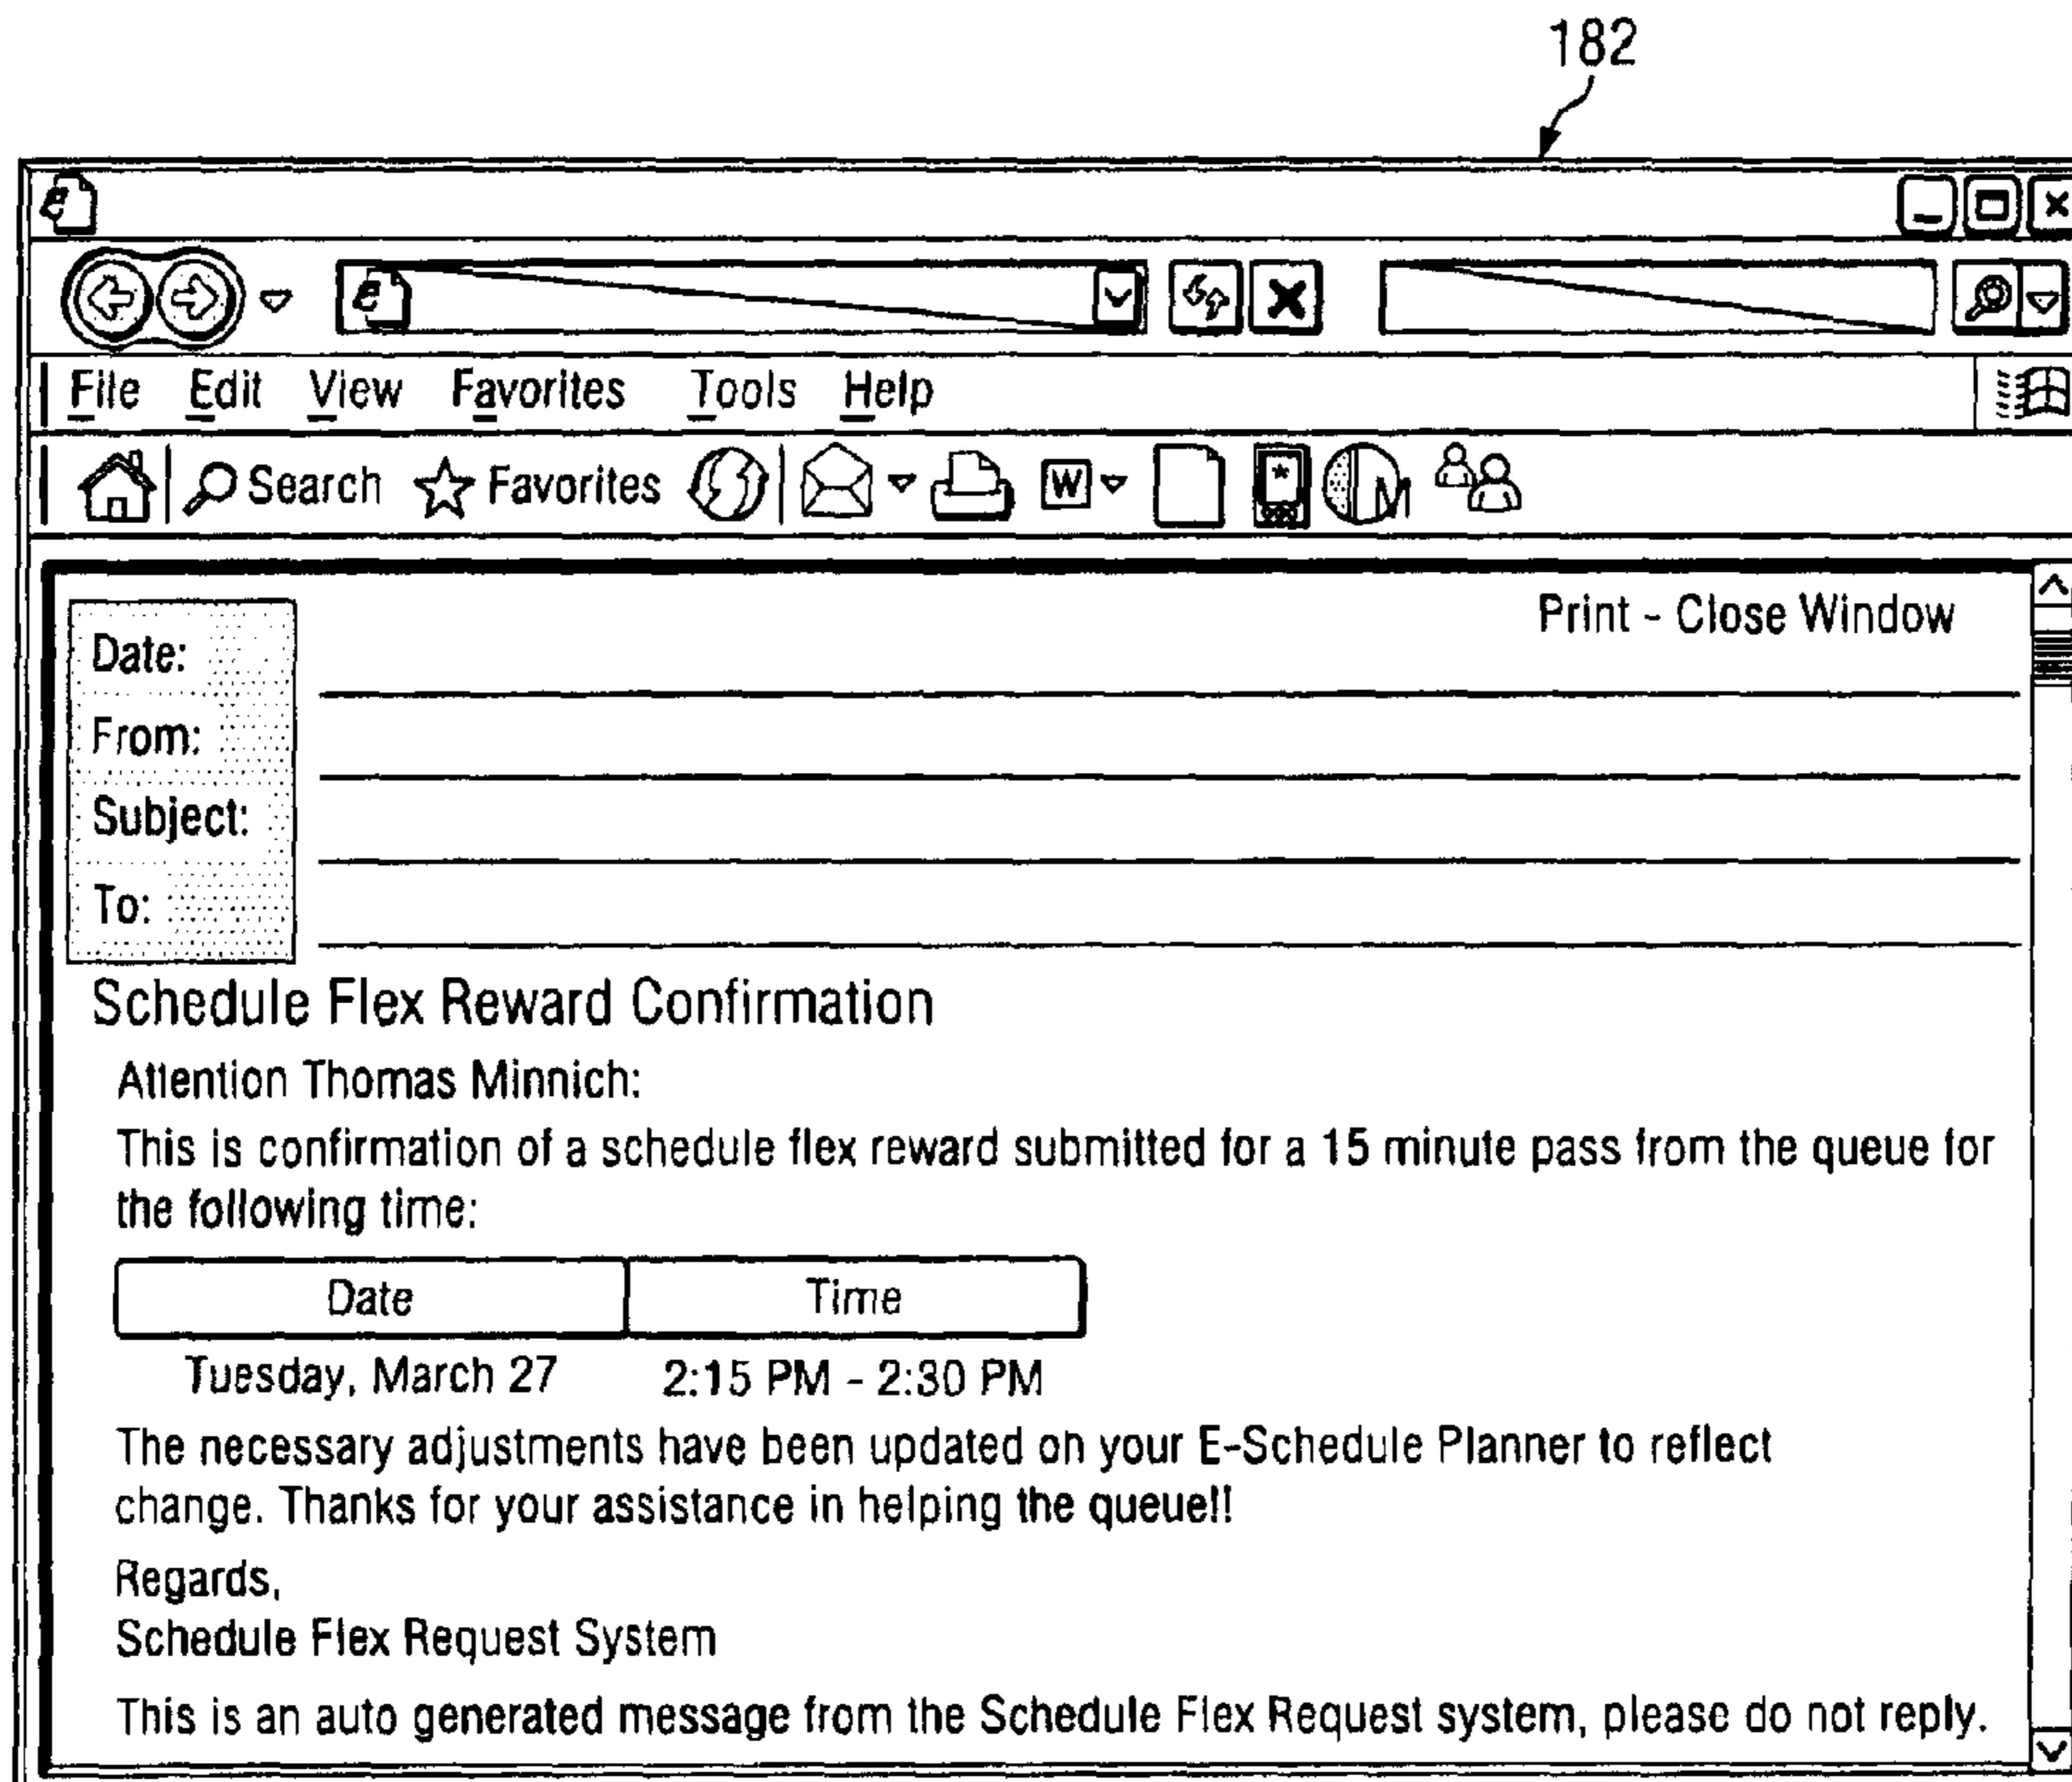 182
File Edit View Favorites Tools Help
Search Favorites W M
Print - Close Window
Date:
From:
Subject:
To:
Schedule Flex Reward Confirmation
Attention Thomas Minnich:
This is confirmation of a schedule flex reward submitted for a 15 minute pass from the queue for
the following time:
Date Time
Tuesday, March 27 2:15 PM - 2:30 PM
The necessary adjustments have been updated on your E-Schedule Planner to reflect
change. Thanks for your assistance in helping the queue!!
Regards,
Schedule Flex Request System
This is an auto generated message from the Schedule Flex Request system, please do not reply.